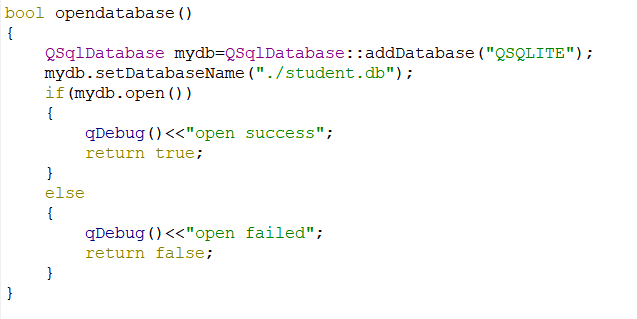 bool opendatabase()
{
    QSqlDatabase mydb=QSqlDatabase::addDatabase("QSQLITE");
    mydb.setDatabaseName("./student.db");
    if(mydb.open())
    {
        qDebug()<<"open success";
        return true;
    }
    else
    {
        qDebug()<<"open failed";
        return false;
    }
}